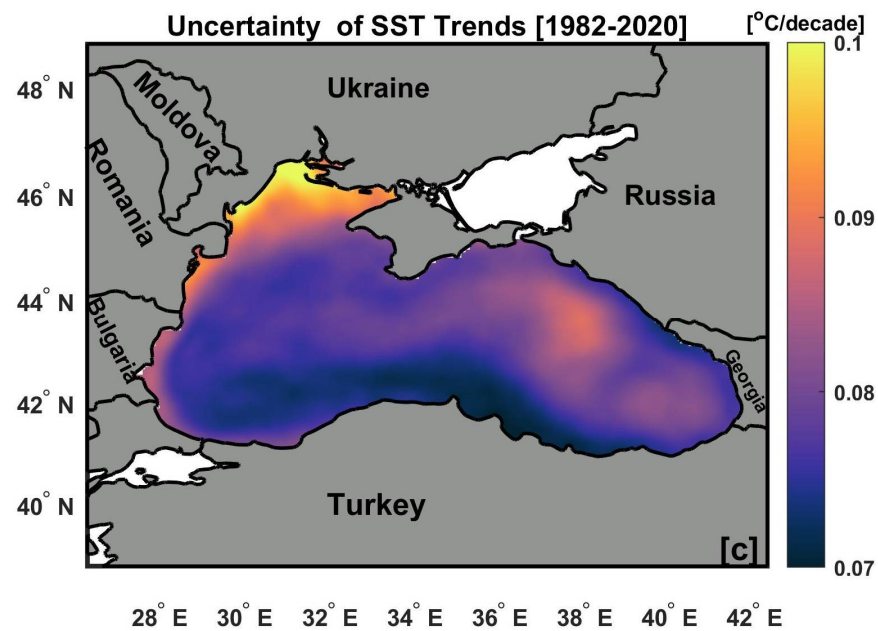 Uncertainty of SST Trends [1982-2020]
[°C/decade]
48° N
46° N
44° N
42° N
40° N
Ukraine
Moldova
Romania
Russia
Bulgaria
Georgia
Turkey
[c]
0.1
0.09
0.08
0.07
28° E 30° E 32° E 34° E 36° E 38° E 40° E 42° E